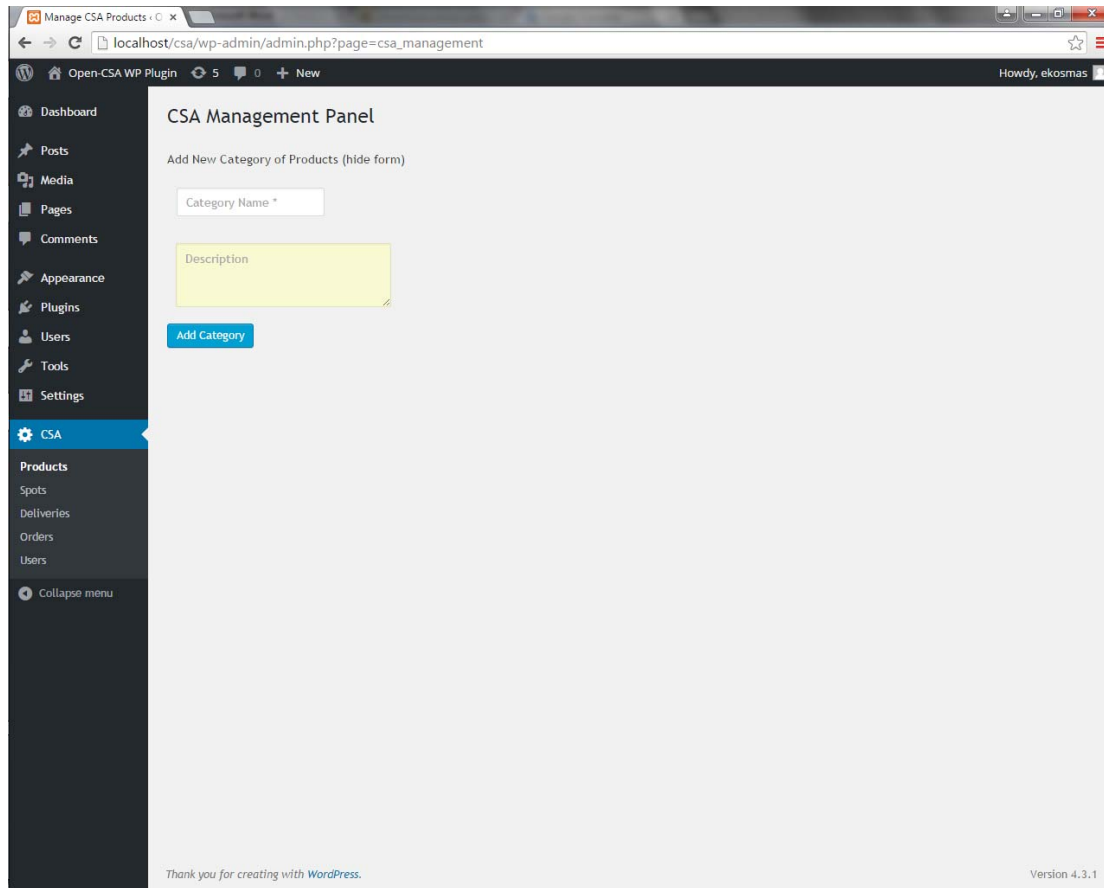 Manage CSA Products ‹ O
localhost/csa/wp-admin/admin.php?page=csa_management
Open-CSA WP Plugin 5 0 + New Howdy, ekosmas
Dashboard
Posts
Media
Pages
Comments
Appearance
Plugins
Users
Tools
Settings
CSA
Products
Spots
Deliveries
Orders
Users
Collapse menu
CSA Management Panel
Add New Category of Products (hide form)
Category Name *
Description
Add Category
Thank you for creating with WordPress. Version 4.3.1